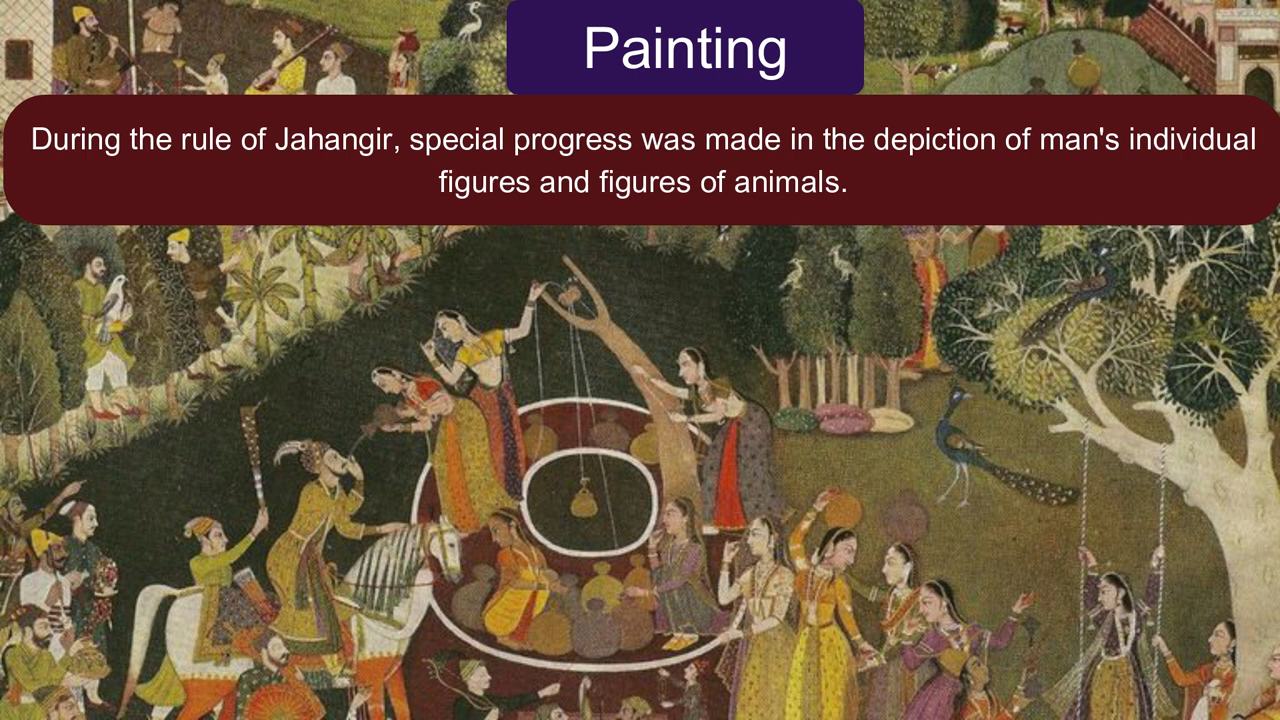 Painting
During the rule of Jahangir, special progress was made in the depiction of man's individual
figures and figures of animals.